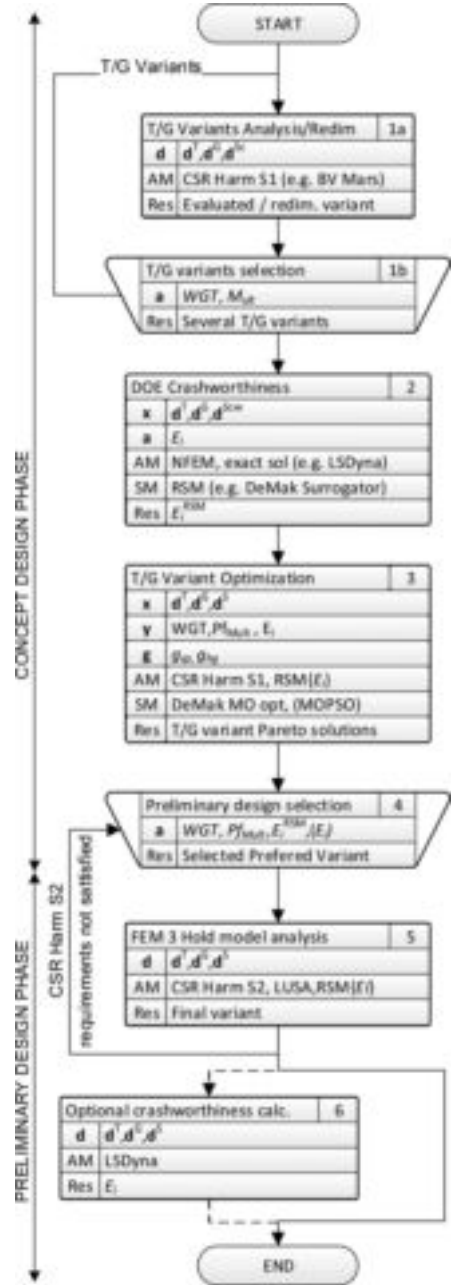 START
T/G Variants
T/G Variants Analysis/Redim 1a
d d^T,d^G,d^Sc
AM CSR Harm S1 (e.g. BV Mars)
Res Evaluated / redim. variant
T/G variants selection 1b
a WGT, M_ult
Res Several T/G variants
DOE Crashworthiness 2
x d^T,d^G,d^Scw
a E_i
AM NFEM, exact sol (e.g. LSDyna)
SM RSM (e.g. DeMak Surrogator)
Res E_i^RSM
T/G Variant Optimization 3
x d^T,d^G,d^S
y WGT,Pf_Mult , E_i
g
AM CSR Harm S1, RSM(E_i)
SM DeMak MO opt, (MOPSO)
Res T/G variant Pareto solutions
CONCEPT DESIGN PHASE
Preliminary design selection 4
a WGT, Pf_Mult,E_i^RSM,(E_i)
Res Selected Prefered Variant
CSR Harm S2
requirements not sattisfied
FEM 3 Hold model analysis 5
d d^T,d^G,d^S
AM CSR Harm S2, LUSA,RSM(Ei)
Res Final variant
PRELIMINARY DESIGN PHASE
Optional crashworthiness calc. 6
d d^T,d^G,d^S
AM LSDyna
Res E_i
END